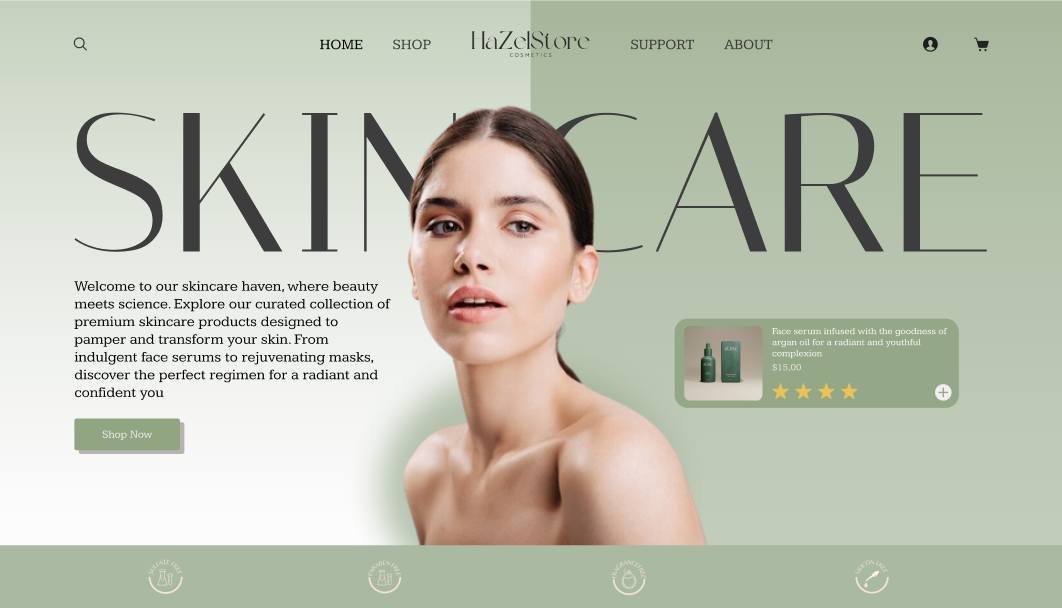 HOME
SHOP
HaZelStore
COSMETICS
SUPPORT
ABOUT
SKIN CARE
Welcome to our skincare haven, where beauty
meets science. Explore our curated collection of
premium skincare products designed to
pamper and transform your skin. From
indulgent face serums to rejuvenating masks,
discover the perfect regimen for a radiant and
confident you
Shop Now
Face serum infused with the goodness of
argan oil for a radiant and youthful
complexion
$15,00
SULFATE FREE
PARABEN FREE
FRAGRANCE FREE
SILICON FREE